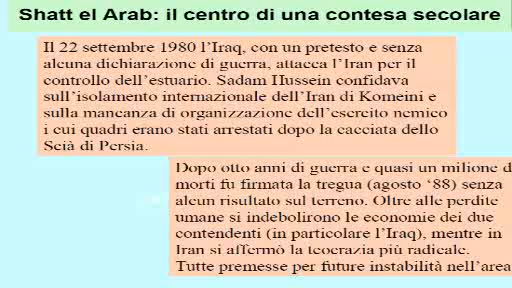 Shatt el Arab: il centro di una contesa secolare
Il 22 settembre 1980 l'Iraq, con un pretesto e senza
alcuna dichiarazione di guerra, attacca l'Iran per il
controllo dell'estuario. Sadam Hussein confidava
sull'isolamento internazionale dell'Iran di Komeini e
sulla mancanza di organizzazione dell'esercito nemico
i cui quadri erano stati arrestati dopo la cacciata dello
Scià di Persia.
Dopo otto anni di guerra e quasi un milione d
morti fu firmata la tregua (agosto '88) senza
alcun risultato sul terreno. Oltre alle perdite
umane si indebolirono le economie dei due
contendenti (in particolare l'Iraq), mentre in
Iran si affermò la teocrazia più radicale.
Tutte premesse per future instabilità nell'area